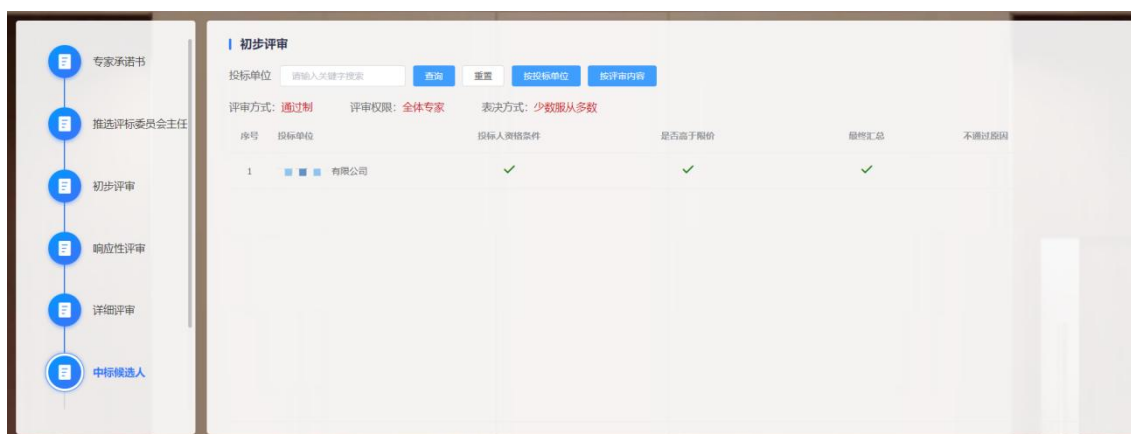 专家承诺书
推选评标委员会主任
初步评审
响应性评审
详细评审
中标候选人
初步评审
投标单位 请输入关键字搜索 查询 重置 按投标单位 按评审内容
评审方式：通过制 评审权限：全体专家 表决方式：少数服从多数
序号 投标单位 投标人资格条件 是否高于限价 最终汇总 不通过原因
1 有限公司